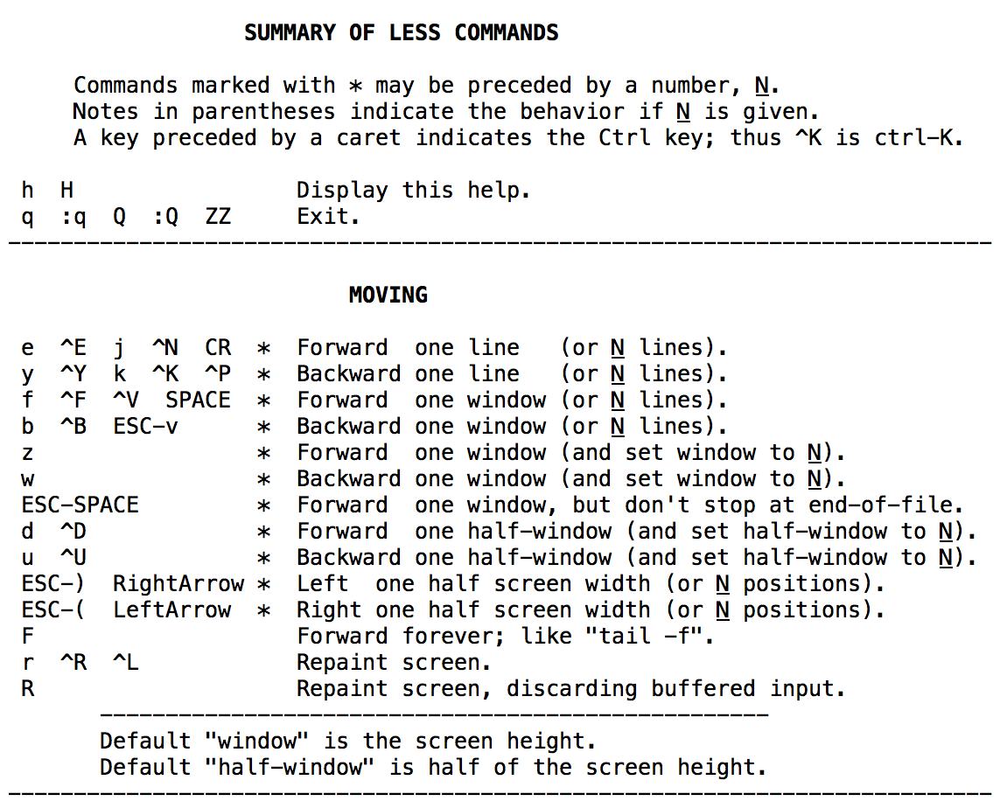 SUMMARY OF LESS COMMANDS
Commands marked with * may be preceded by a number, N.
Notes in parentheses indicate the behavior if N is given.
A key preceded by a caret indicates the Ctrl key; thus ^K is ctrl-K.
h  H                 Display this help.
q  :q  Q  :Q  ZZ     Exit.
---------------------------------------------------------------------------
MOVING
e  ^E  j  ^N  CR  *  Forward  one line   (or N lines).
y  ^Y  k  ^K  ^P  *  Backward one line   (or N lines).
f  ^F  ^V  SPACE  *  Forward  one window (or N lines).
b  ^B  ESC-v      *  Backward one window (or N lines).
z                 *  Forward  one window (and set window to N).
w                 *  Backward one window (and set window to N).
ESC-SPACE         *  Forward  one window, but don't stop at end-of-file.
d  ^D             *  Forward  one half-window (and set half-window to N).
u  ^U             *  Backward one half-window (and set half-window to N).
ESC-)  RightArrow *  Left  one half screen width (or N positions).
ESC-(  LeftArrow  *  Right one half screen width (or N positions).
F                    Forward forever; like "tail -f".
r  ^R  ^L            Repaint screen.
R                    Repaint screen, discarding buffered input.
---------------------------------------------------
Default "window" is the screen height.
Default "half-window" is half of the screen height.
---------------------------------------------------------------------------